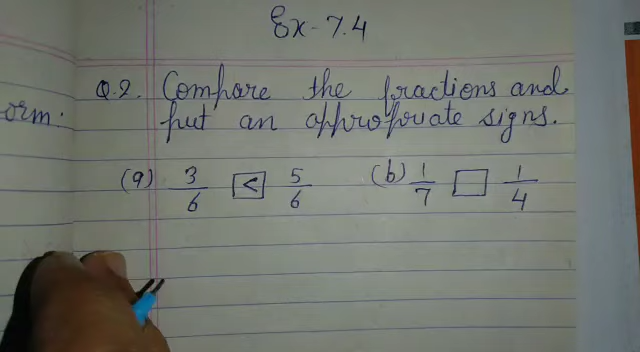 Ex - 7.4
Q.2. Compare the fractions and
orm. put an appropriate signs.
(a) 3/6 < 5/6 (b) 1/7 □ 1/4